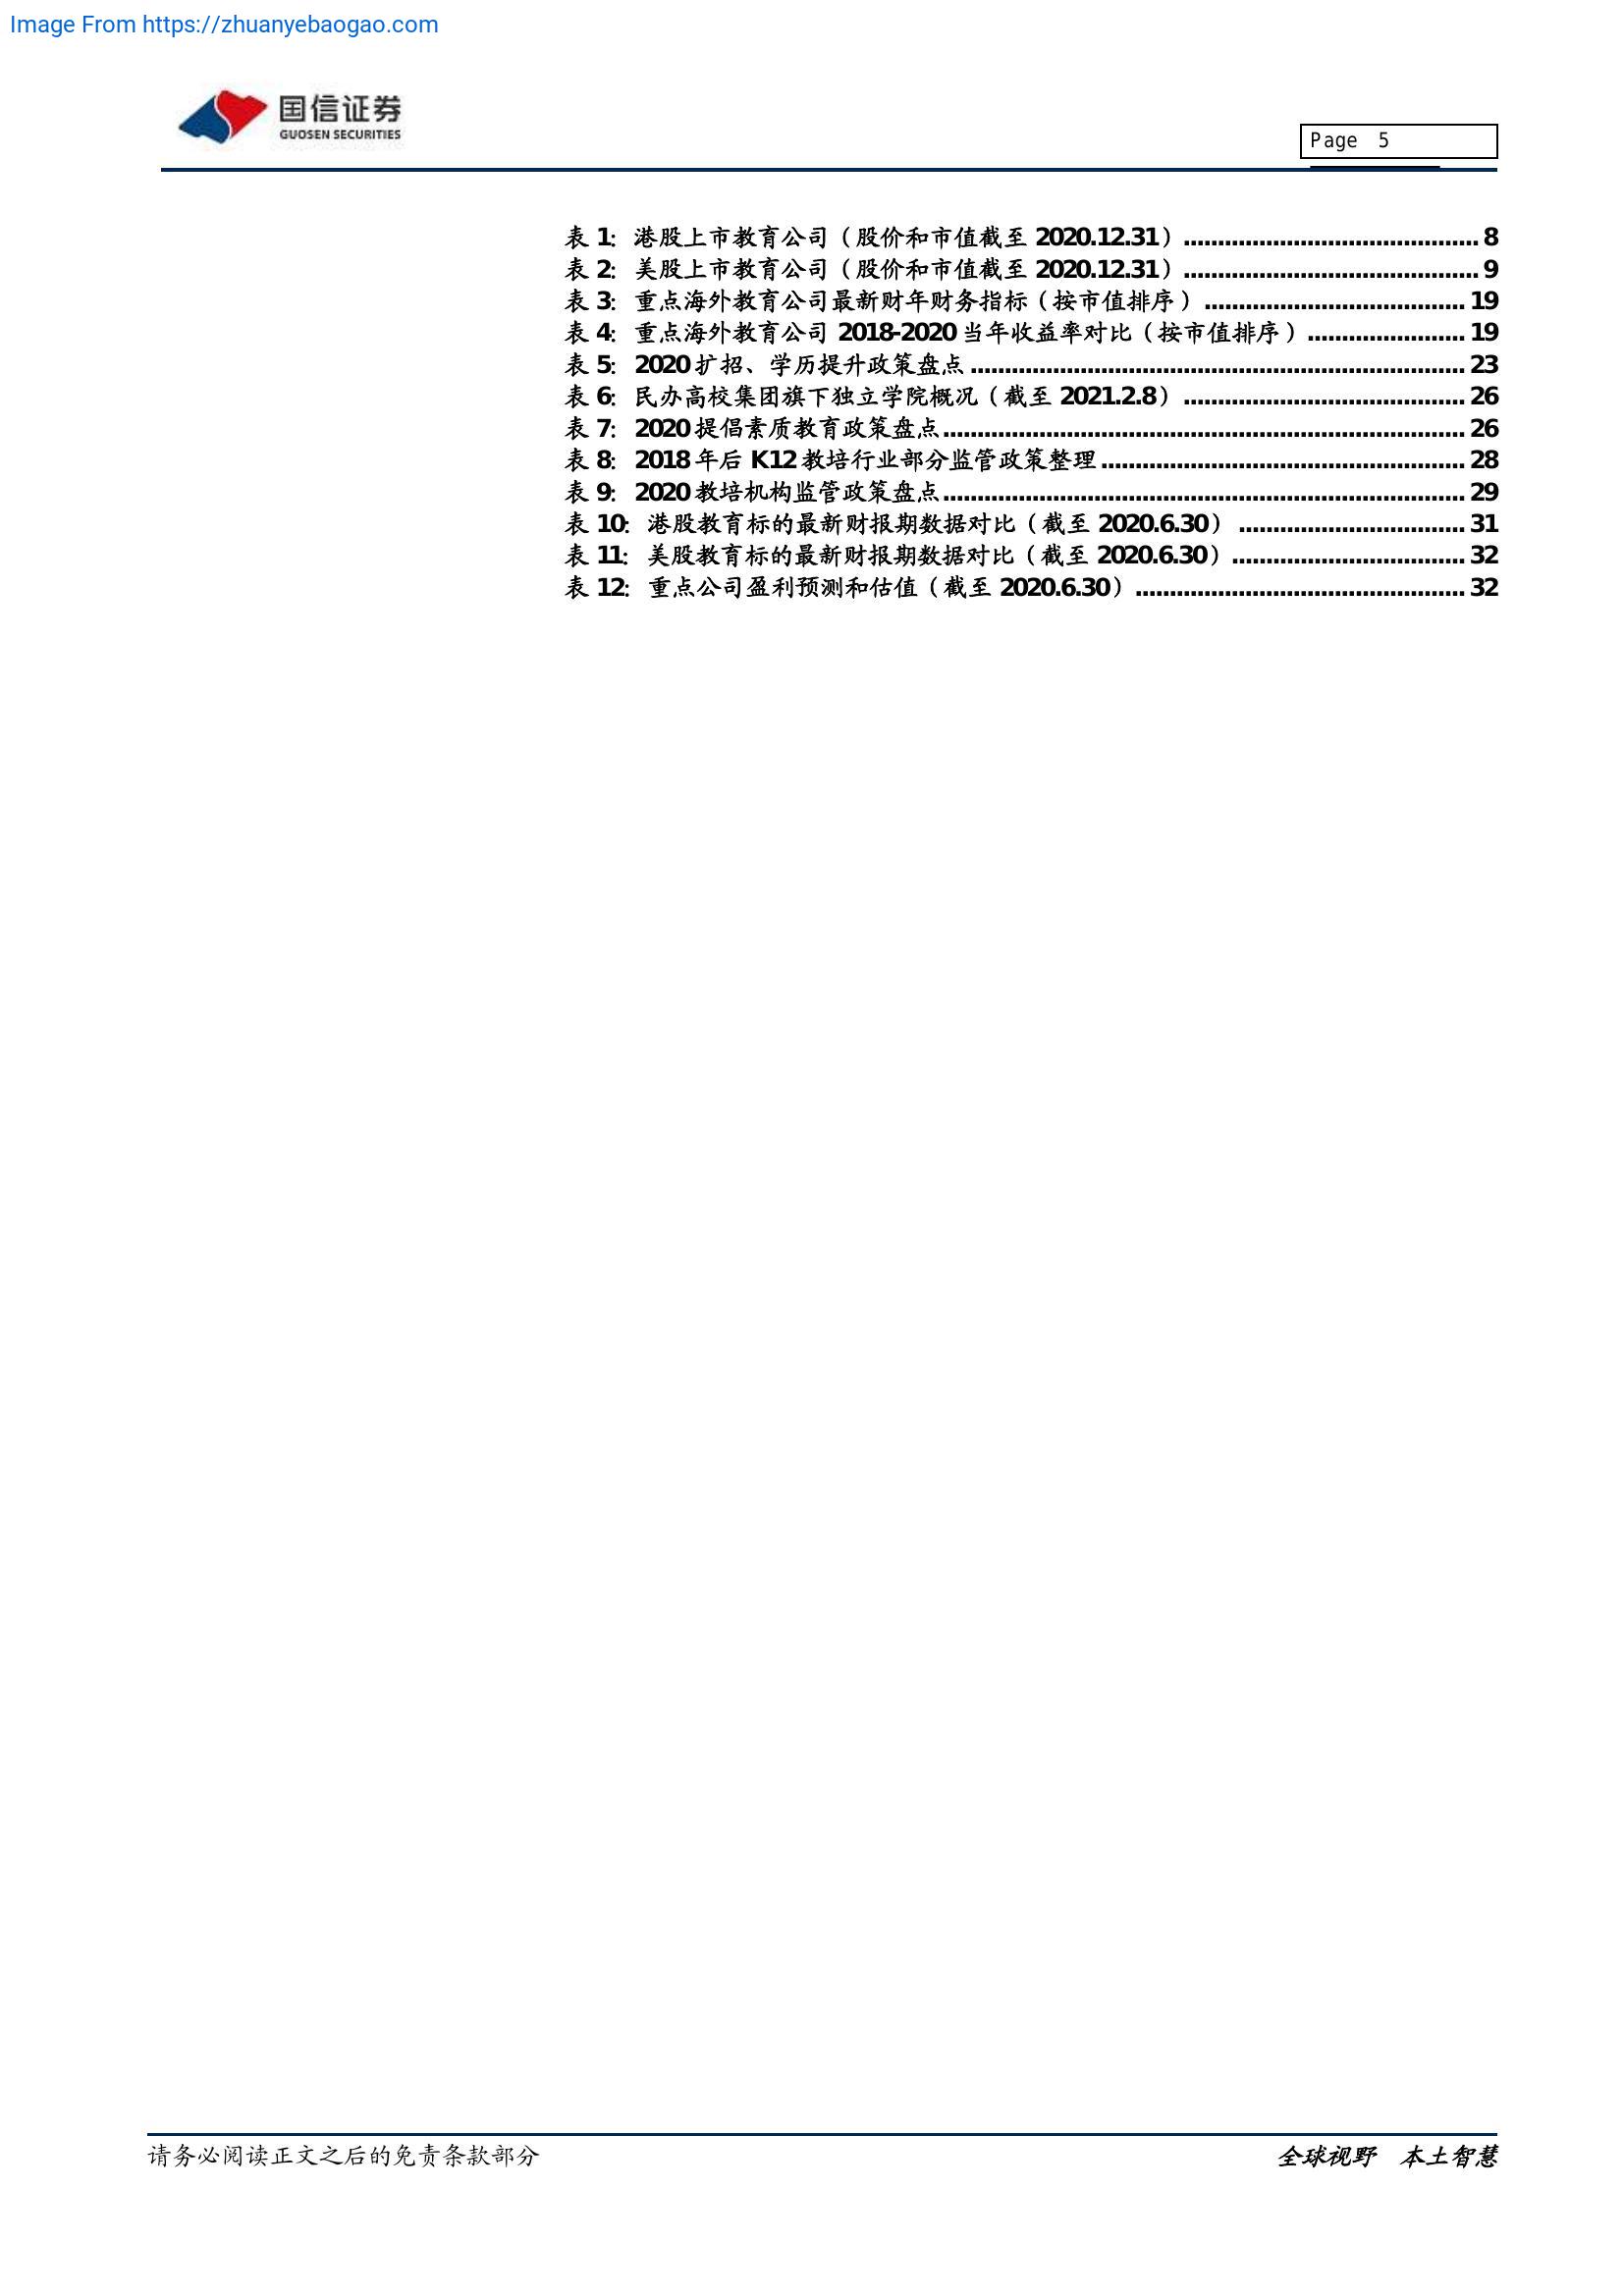 Image From https://zhuanyebaogao.com
国信证券
GUOSEN SECURITIES
Page 5
表 1: 港股上市教育公司（股价和市值截至 2020.12.31）........................................... 8
表 2: 美股上市教育公司（股价和市值截至 2020.12.31）........................................... 9
表 3: 重点海外教育公司最新财年财务指标（按市值排序）...................................... 19
表 4: 重点海外教育公司 2018-2020 当年收益率对比（按市值排序）....................... 19
表 5: 2020 扩招、学历提升政策盘点........................................................................ 23
表 6: 民办高校集团旗下独立学院概况（截至 2021.2.8）......................................... 26
表 7: 2020 提倡素质教育政策盘点............................................................................ 26
表 8: 2018 年后 K12 教培行业部分监管政策整理..................................................... 28
表 9: 2020 教培机构监管政策盘点............................................................................ 29
表 10: 港股教育标的最新财报期数据对比（截至 2020.6.30）................................. 31
表 11: 美股教育标的最新财报期数据对比（截至 2020.6.30）.................................. 32
表 12: 重点公司盈利预测和估值（截至 2020.6.30）................................................ 32
请务必阅读正文之后的免责条款部分
全球视野 本土智慧